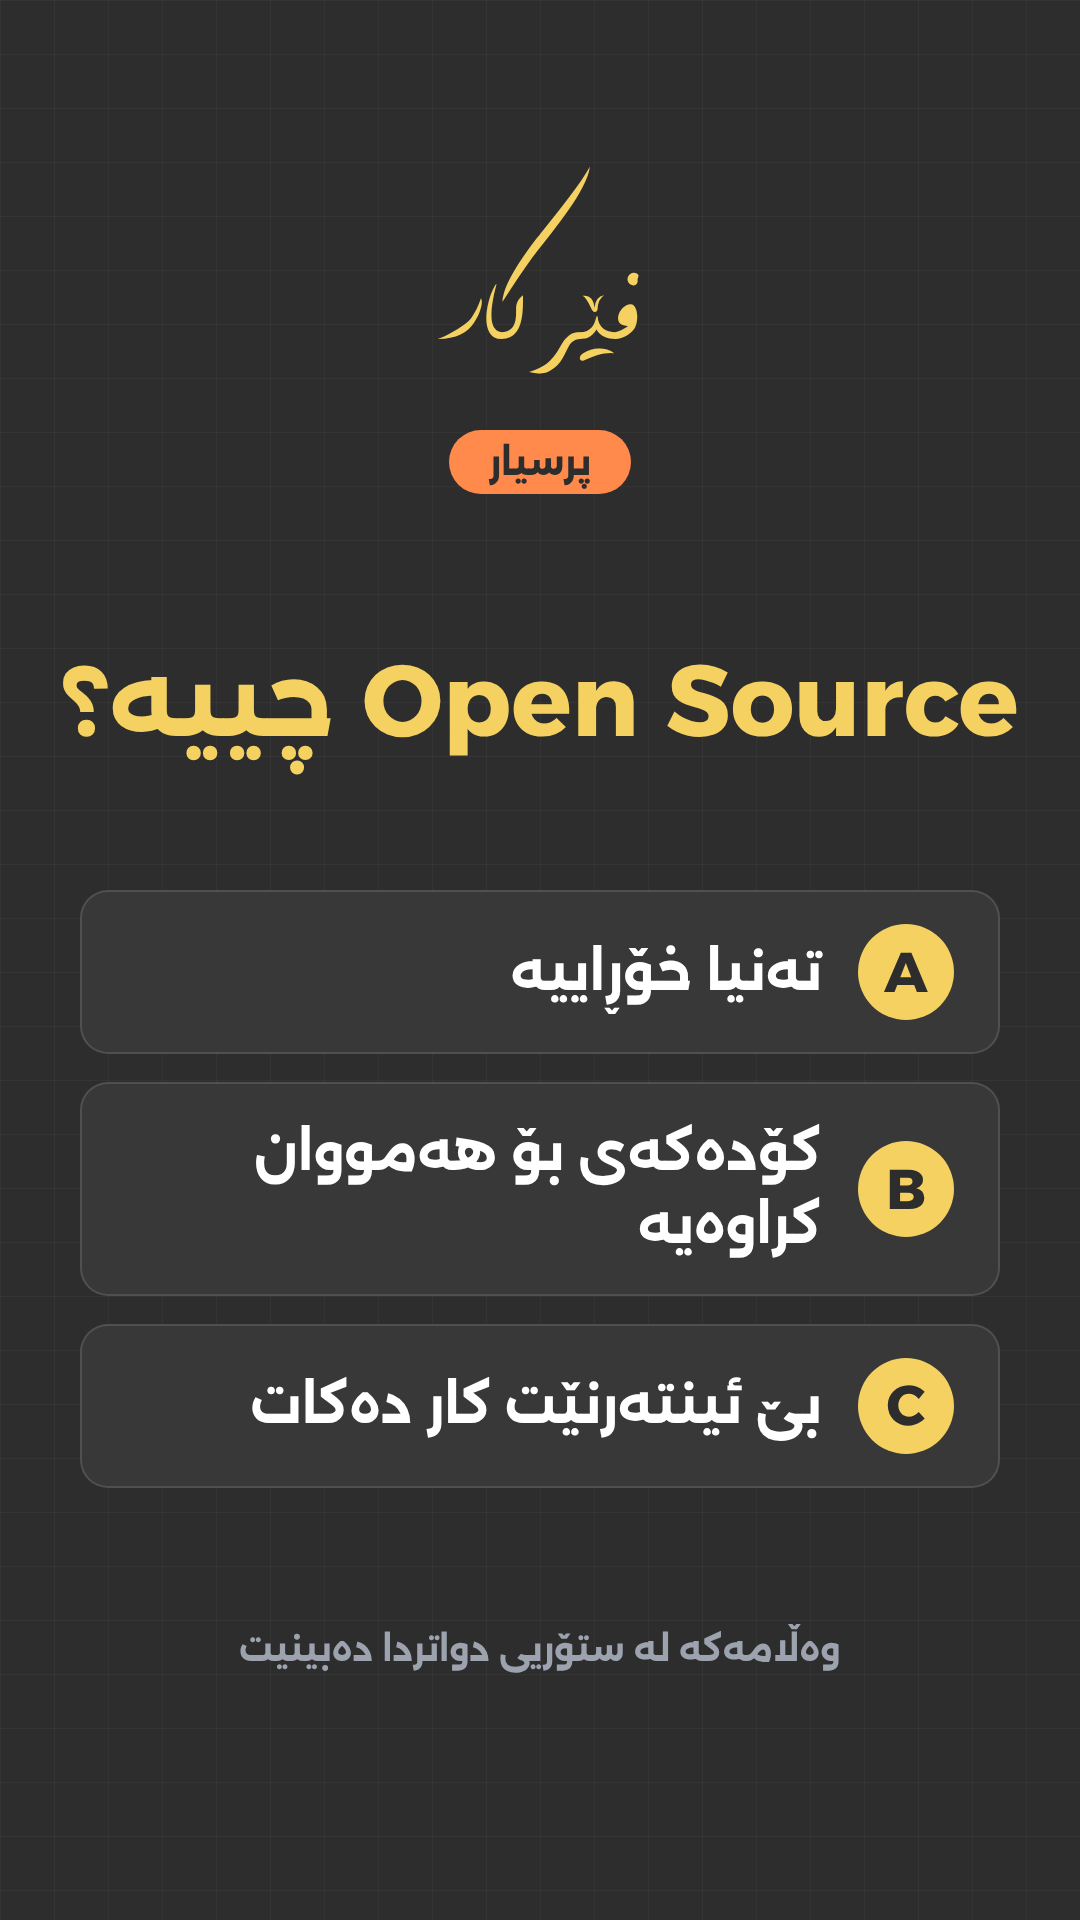 فێرکار
پرسیار
Open Source چییە؟
A تەنیا خۆڕاییە
B کۆدەکەی بۆ هەمووان
کراوەیە
C بێ ئینتەرنێت کار دەکات
وەڵامەکە لە ستۆریی دواتردا دەبینیت